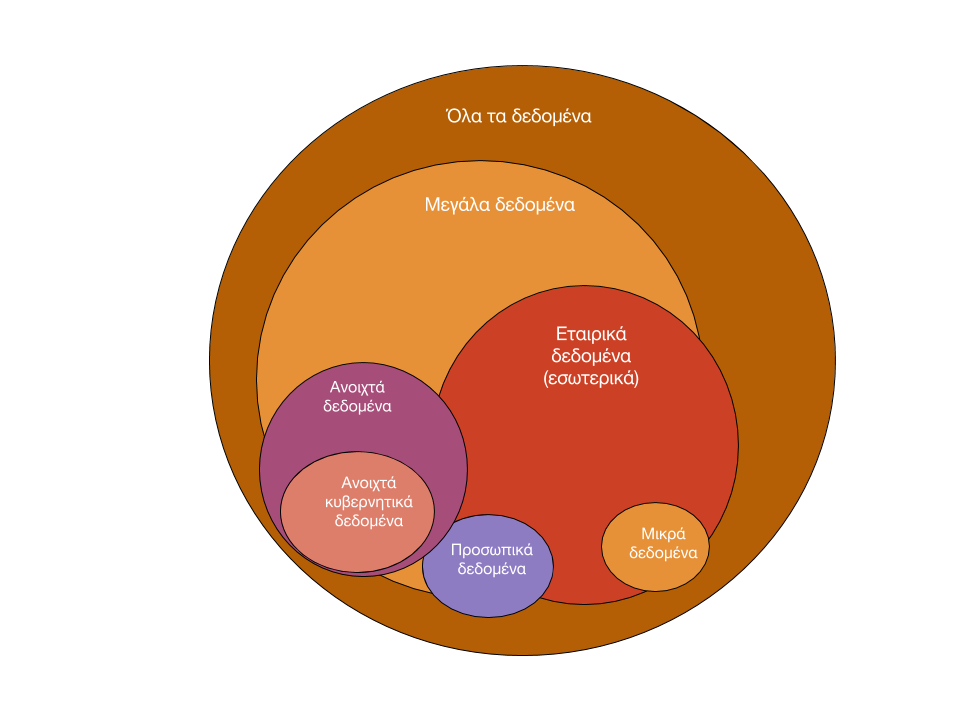 Όλα τα δεδομένα
Μεγάλα δεδομένα
Εταιρικά
δεδομένα
(εσωτερικά)
Ανοιχτά
δεδομένα
Ανοιχτά
κυβερνητικά
δεδομένα
Προσωπικά
δεδομένα
Μικρά
δεδομένα